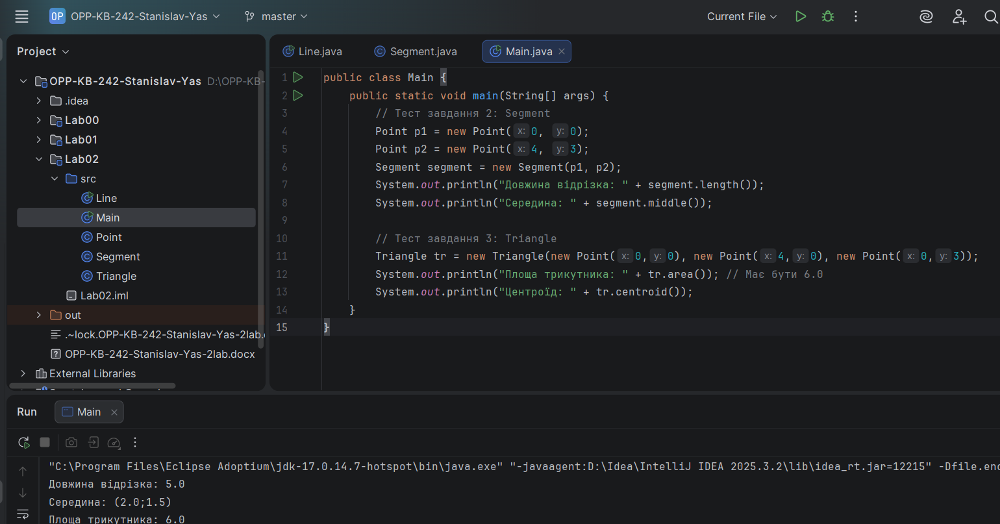 OP OPP-KB-242-Stanislav-Yas master Current File
Project
Line.java Segment.java Main.java
OPP-KB-242-Stanislav-Yas D:\OPP-KB-
.idea
Lab00
Lab01
Lab02
src
Line
Main
Point
Segment
Triangle
Lab02.iml
out
.~lock.OPP-KB-242-Stanislav-Yas-2lab.
OPP-KB-242-Stanislav-Yas-2lab.docx
External Libraries
1 public class Main {
2 public static void main(String[] args) {
3 // Тест завдання 2: Segment
4 Point p1 = new Point( x: 0, y: 0);
5 Point p2 = new Point( x: 4, y: 3);
6 Segment segment = new Segment(p1, p2);
7 System.out.println("Довжина відрізка: " + segment.length());
8 System.out.println("Середина: " + segment.middle());
9
10 // Тест завдання 3: Triangle
11 Triangle tr = new Triangle(new Point( x: 0, y: 0), new Point( x: 4, y: 0), new Point( x: 0, y: 3));
12 System.out.println("Площа трикутника: " + tr.area()); // Має бути 6.0
13 System.out.println("Центроїд: " + tr.centroid());
14 }
15 }
Run Main
"C:\Program Files\Eclipse Adoptium\jdk-17.0.14.7-hotspot\bin\java.exe" "-javaagent:D:\Idea\IntelliJ IDEA 2025.3.2\lib\idea_rt.jar=12215" -Dfile.enc
Довжина відрізка: 5.0
Середина: (2.0;1.5)
Площа трикутника: 6.0